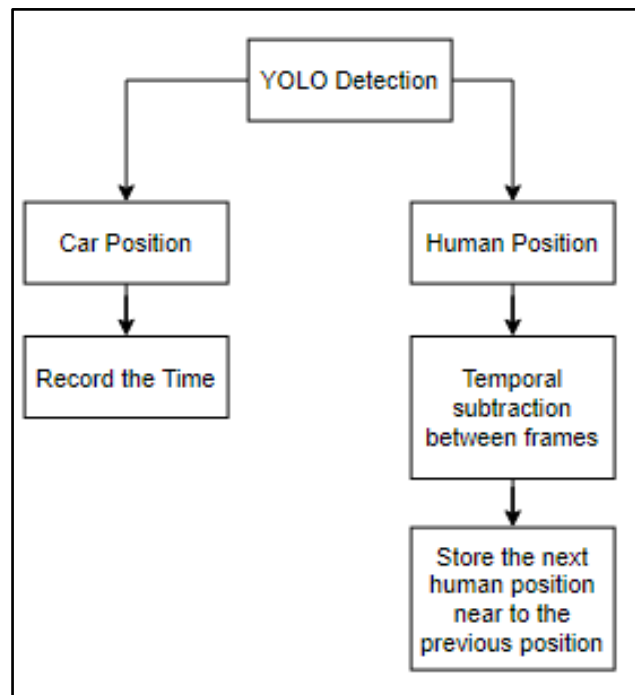 YOLO Detection
Car Position
Human Position
Record the Time
Temporal
subtraction
between frames
Store the next
human position
near to the
previous position